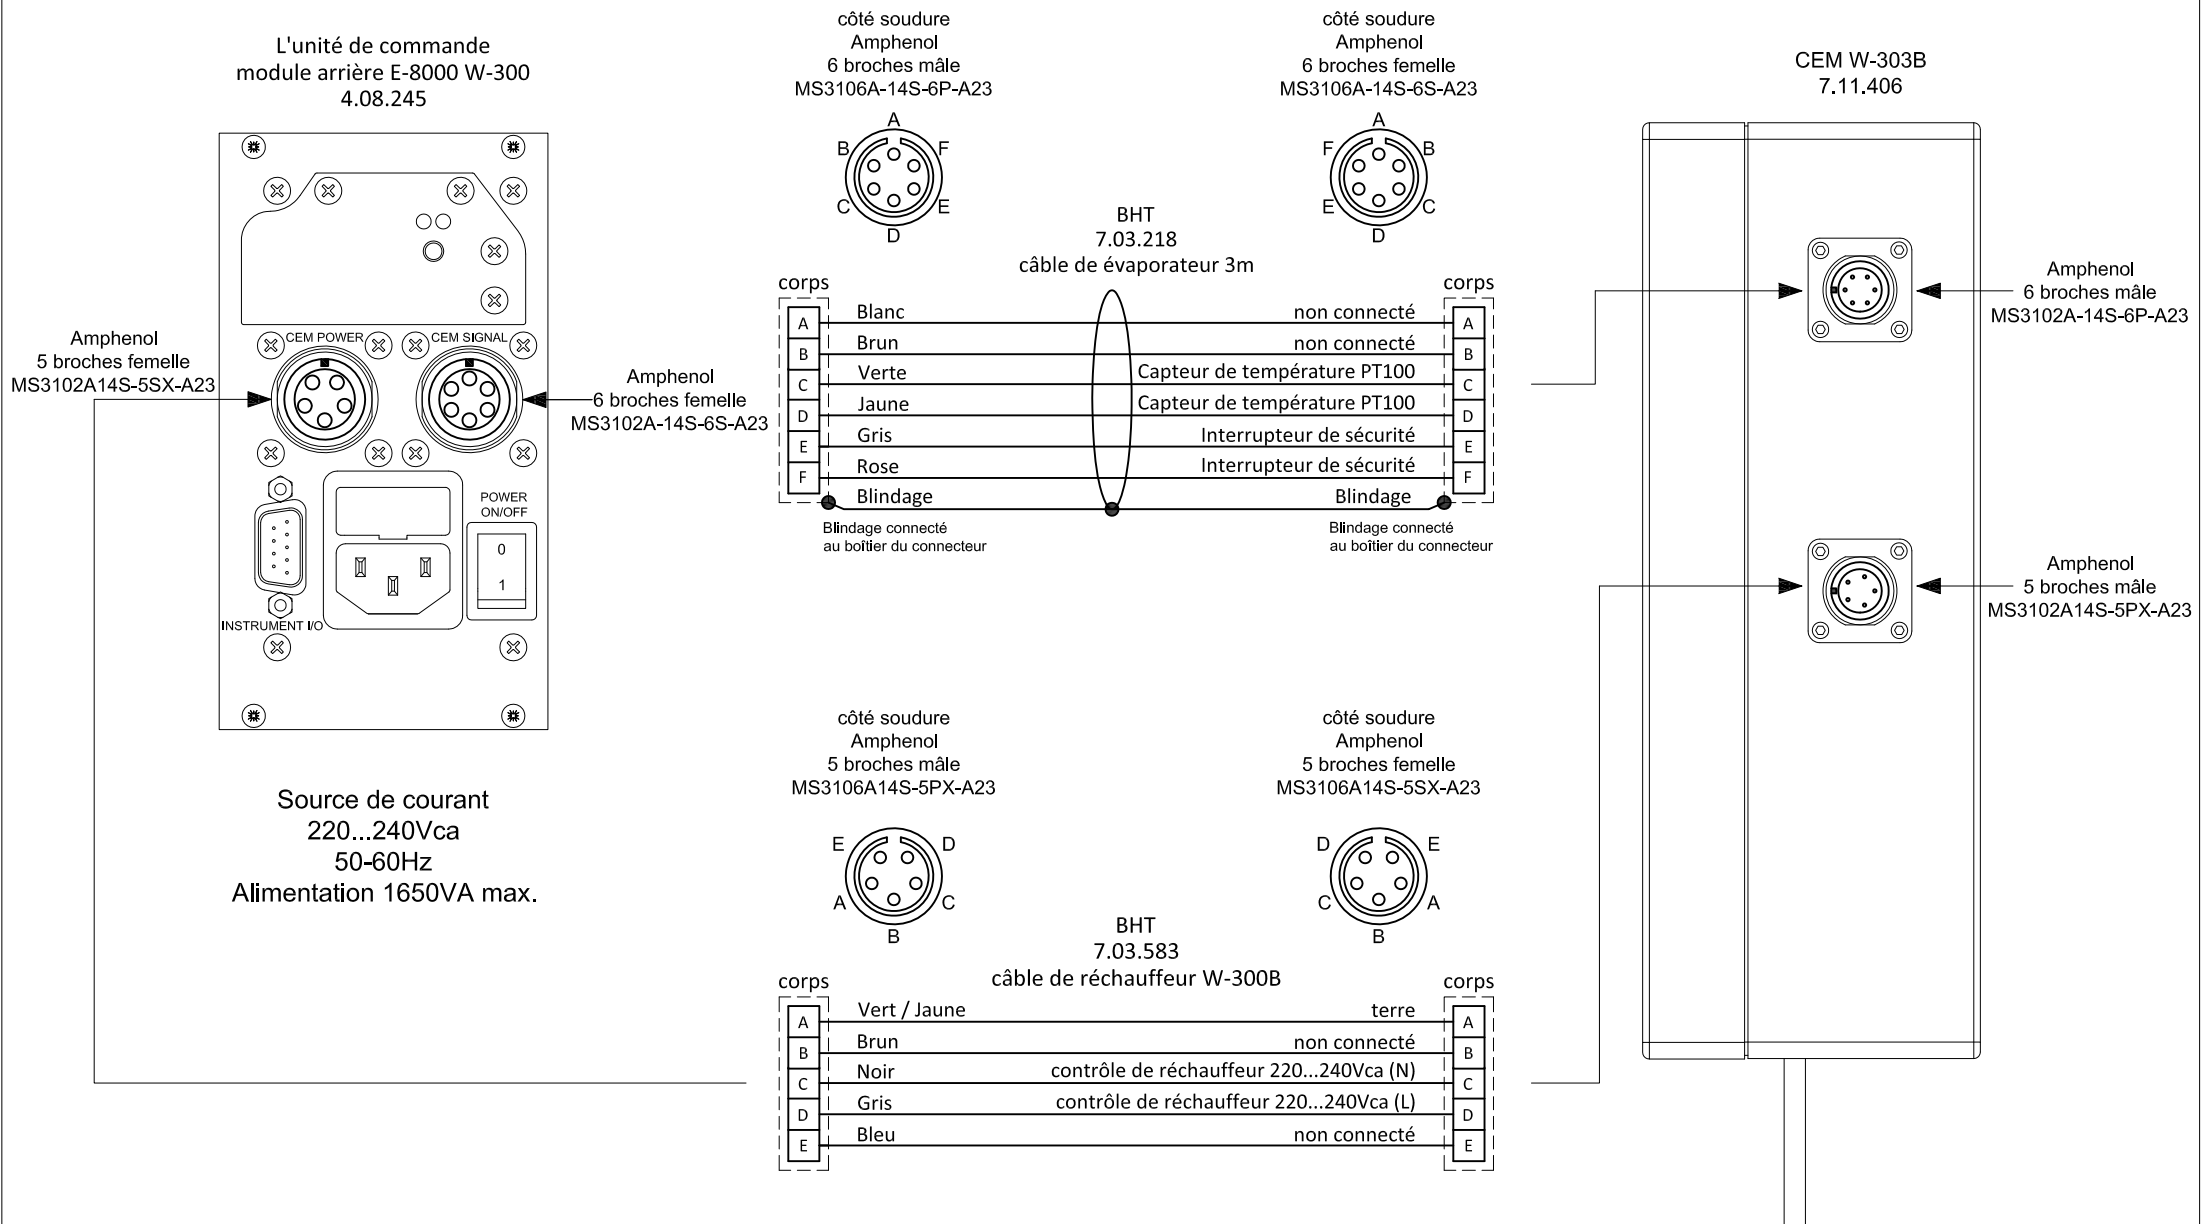 L'unité de commande
module arrière E-8000 W-300
4.08.245
CEM POWER
CEM SIGNAL
POWER
ON/OFF
0
1
INSTRUMENT I/O
Amphenol
5 broches femelle
MS3102A14S-5SX-A23
Amphenol
6 broches femelle
MS3102A-14S-6S-A23
Source de courant
220...240Vca
50-60Hz
Alimentation 1650VA max.
côté soudure
Amphenol
6 broches mâle
MS3106A-14S-6P-A23
A
B F
C E
D
côté soudure
Amphenol
6 broches femelle
MS3106A-14S-6S-A23
A
F B
E C
D
BHT
7.03.218
câble de évaporateur 3m
corps corps
A Blanc non connecté A
B Brun non connecté B
C Verte Capteur de température PT100 C
D Jaune Capteur de température PT100 D
E Gris Interrupteur de sécurité E
F Rose Interrupteur de sécurité F
Blindage Blindage
Blindage connecté
au boîtier du connecteur
Blindage connecté
au boîtier du connecteur
côté soudure
Amphenol
5 broches mâle
MS3106A14S-5PX-A23
E D
A C
B
côté soudure
Amphenol
5 broches femelle
MS3106A14S-5SX-A23
D E
C A
B
BHT
7.03.583
câble de réchauffeur W-300B
corps corps
A Vert / Jaune terre A
B Brun non connecté B
C Noir contrôle de réchauffeur 220...240Vca (N) C
D Gris contrôle de réchauffeur 220...240Vca (L) D
E Bleu non connecté E
CEM W-303B
7.11.406
Amphenol
6 broches mâle
MS3102A-14S-6P-A23
Amphenol
5 broches mâle
MS3102A14S-5PX-A23